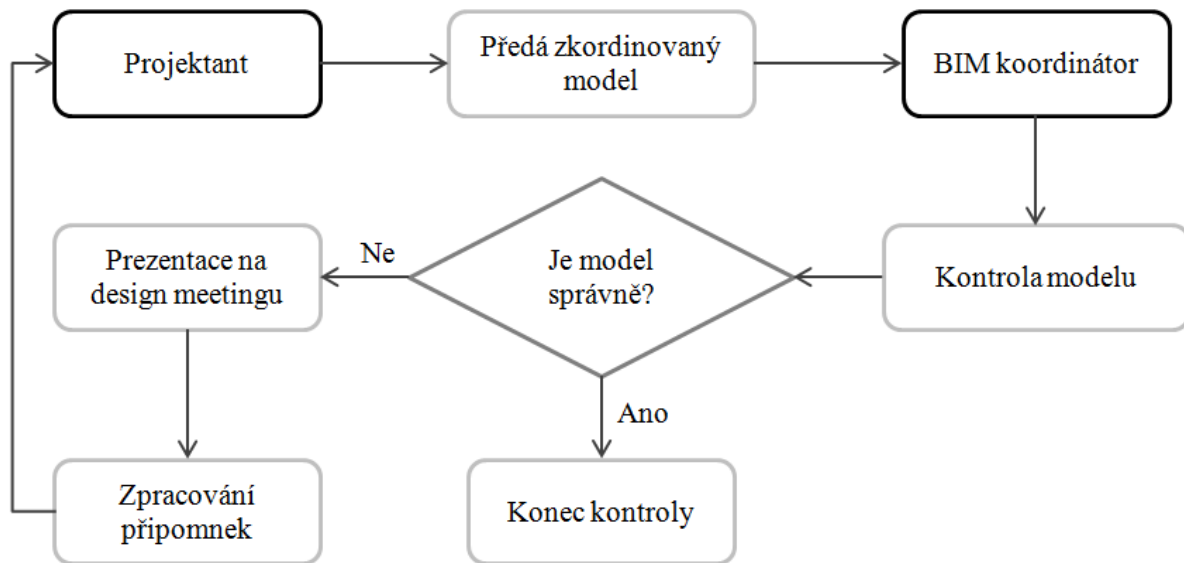 Projektant
Předá zkordinovaný
model
BIM koordinátor
Kontrola modelu
Je model
správně?
Ne
Prezentace na
design meetingu
Ano
Zpracování
připomnek
Konec kontroly